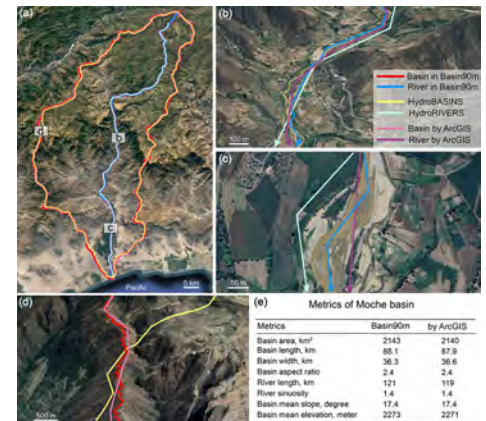 (a)
d
b
c
Pacific
5 km
(b)
100 m
Basin in Basin90m
River in Basin90m
HydroBASINS
HydroRIVERS
Basin by ArcGIS
River by ArcGIS
(c)
50 m
(d)
500 m
(e)
Metrics of Moche basin
Metrics Basin90m by ArcGIS
Basin area, km² 2143 2140
Basin length, km 88.1 87.9
Basin width, km 36.3 36.6
Basin aspect ratio 2.4 2.4
River length, km 121 119
River sinuosity 1.4 1.4
Basin mean slope, degree 17.4 17.4
Basin mean elevation, meter 2273 2271